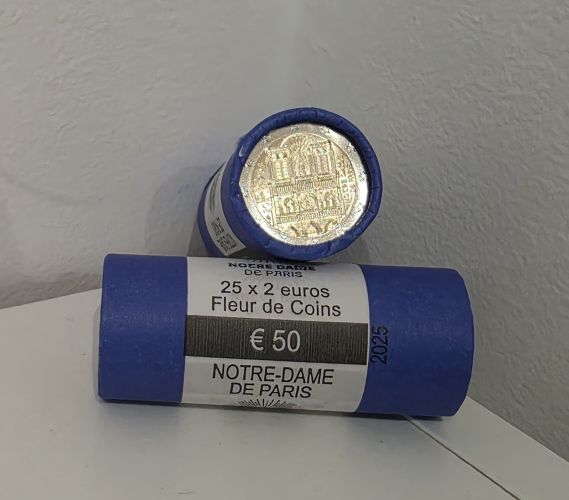 NOTRE DAME
DE PARIS
25 x 2 euros
Fleur de Coins
€ 50
NOTRE-DAME
DE PARIS
2025